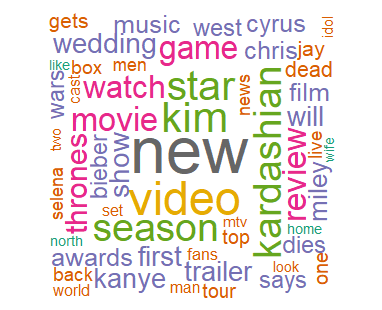 gets
music
west
cyrus
idol
wedding
game
chris
jay
like
box
men
dead
wars
cast
watch
star
news
film
movie
kim
kardashian
will
two
thrones
bieber
show
new
review
live
wife
miley
selena
video
set
season
mtv
top
home
dies
north
awards
first
fans
look
one
back
kanye
trailer
says
world
man
tour